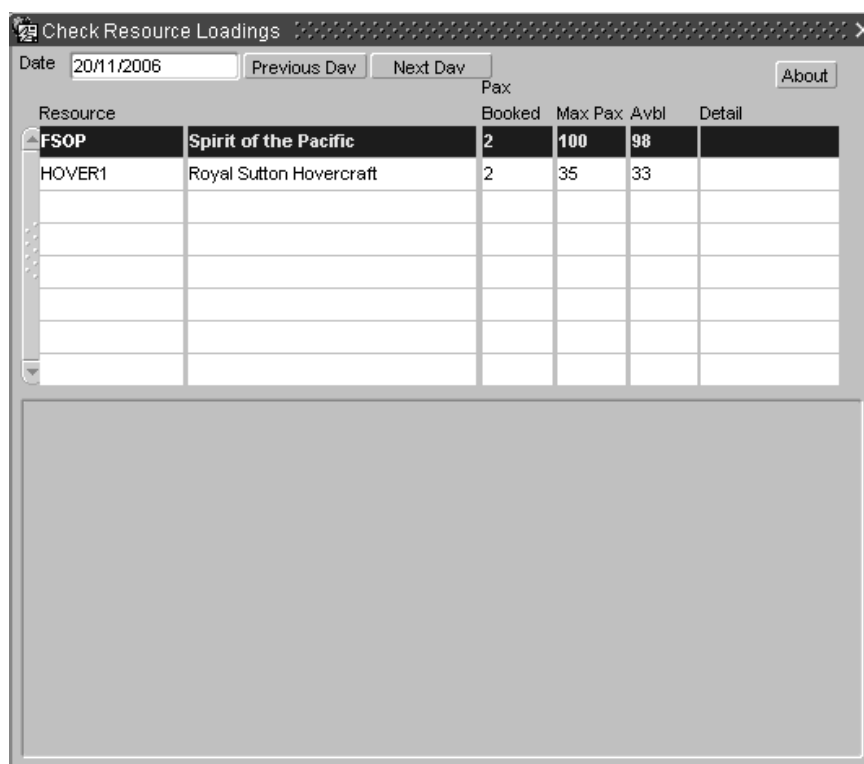 Check Resource Loadings
Date 20/11/2006 Previous Day Next Day About
Pax
Resource Booked Max Pax Avbl Detail
FSOP Spirit of the Pacific 2 100 98
HOVER1 Royal Sutton Hovercraft 2 35 33